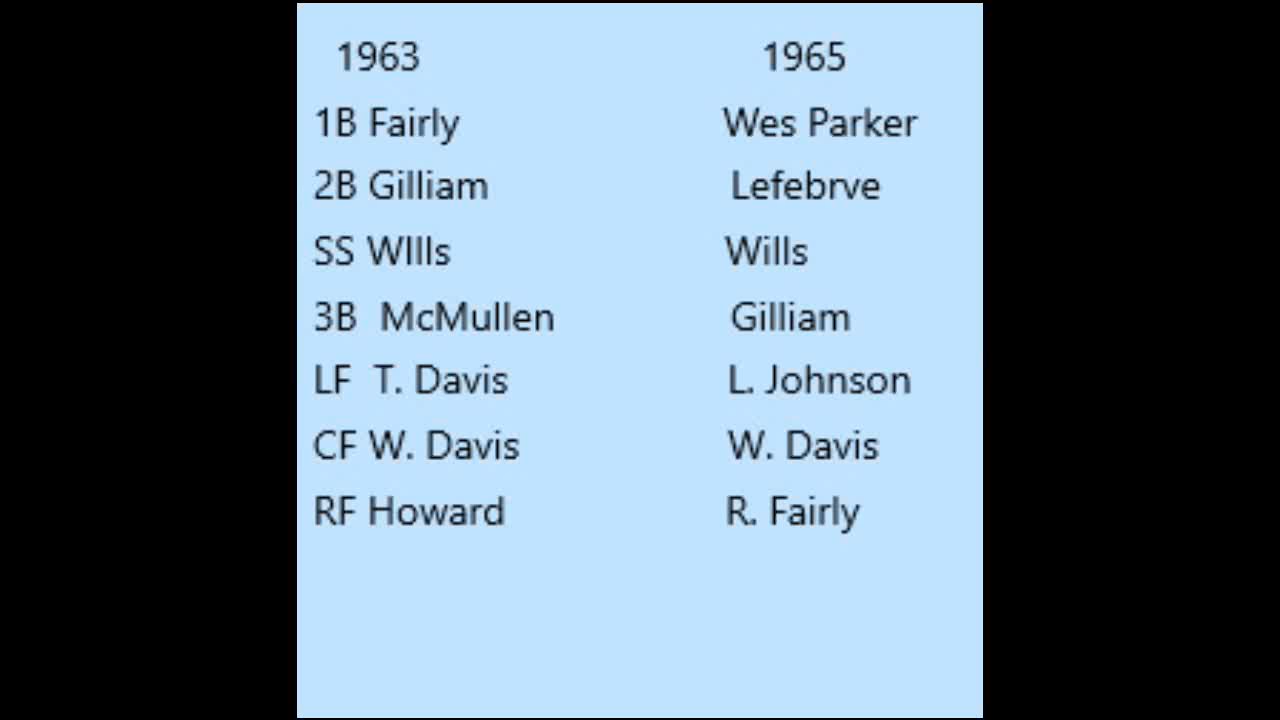 1963 1965
1B Fairly Wes Parker
2B Gilliam Lefebrve
SS WIlls Wills
3B McMullen Gilliam
LF T. Davis L. Johnson
CF W. Davis W. Davis
RF Howard R. Fairly